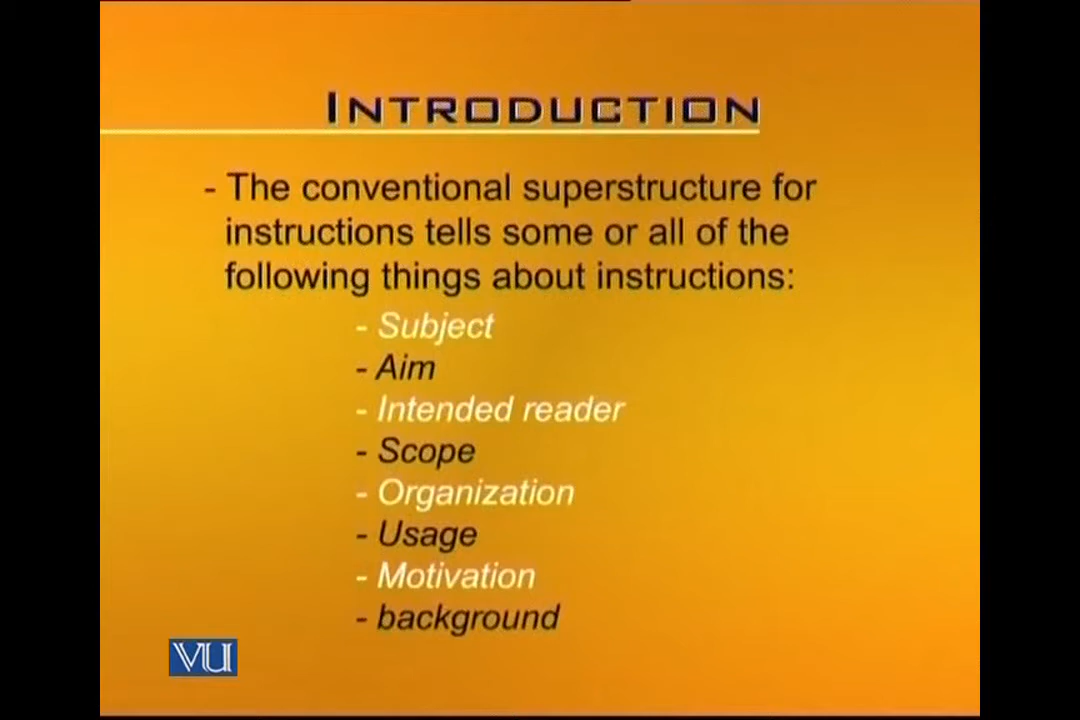 INTRODUCTION
- The conventional superstructure for
instructions tells some or all of the
following things about instructions:
- Subject
- Aim
- Intended reader
- Scope
- Organization
- Usage
- Motivation
- background
VU